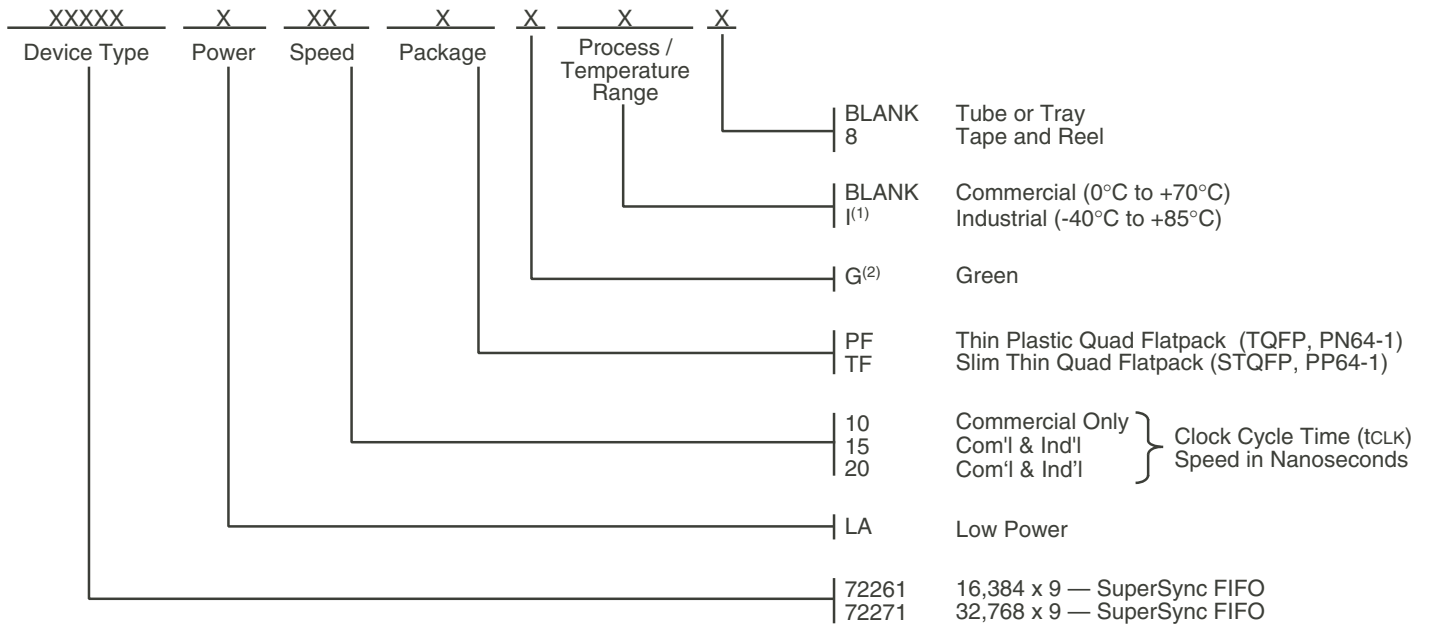 XXXXX X XX X X X X
Device Type Power Speed Package Process /
Temperature
Range
BLANK Tube or Tray
8 Tape and Reel
BLANK Commercial (0°C to +70°C)
I(1) Industrial (-40°C to +85°C)
G(2) Green
PF Thin Plastic Quad Flatpack (TQFP, PN64-1)
TF Slim Thin Quad Flatpack (STQFP, PP64-1)
10 Commercial Only
15 Com'l & Ind'l
20 Com‘l & Ind’l
Clock Cycle Time (tCLK)
Speed in Nanoseconds
LA Low Power
72261 16,384 x 9 — SuperSync FIFO
72271 32,768 x 9 — SuperSync FIFO